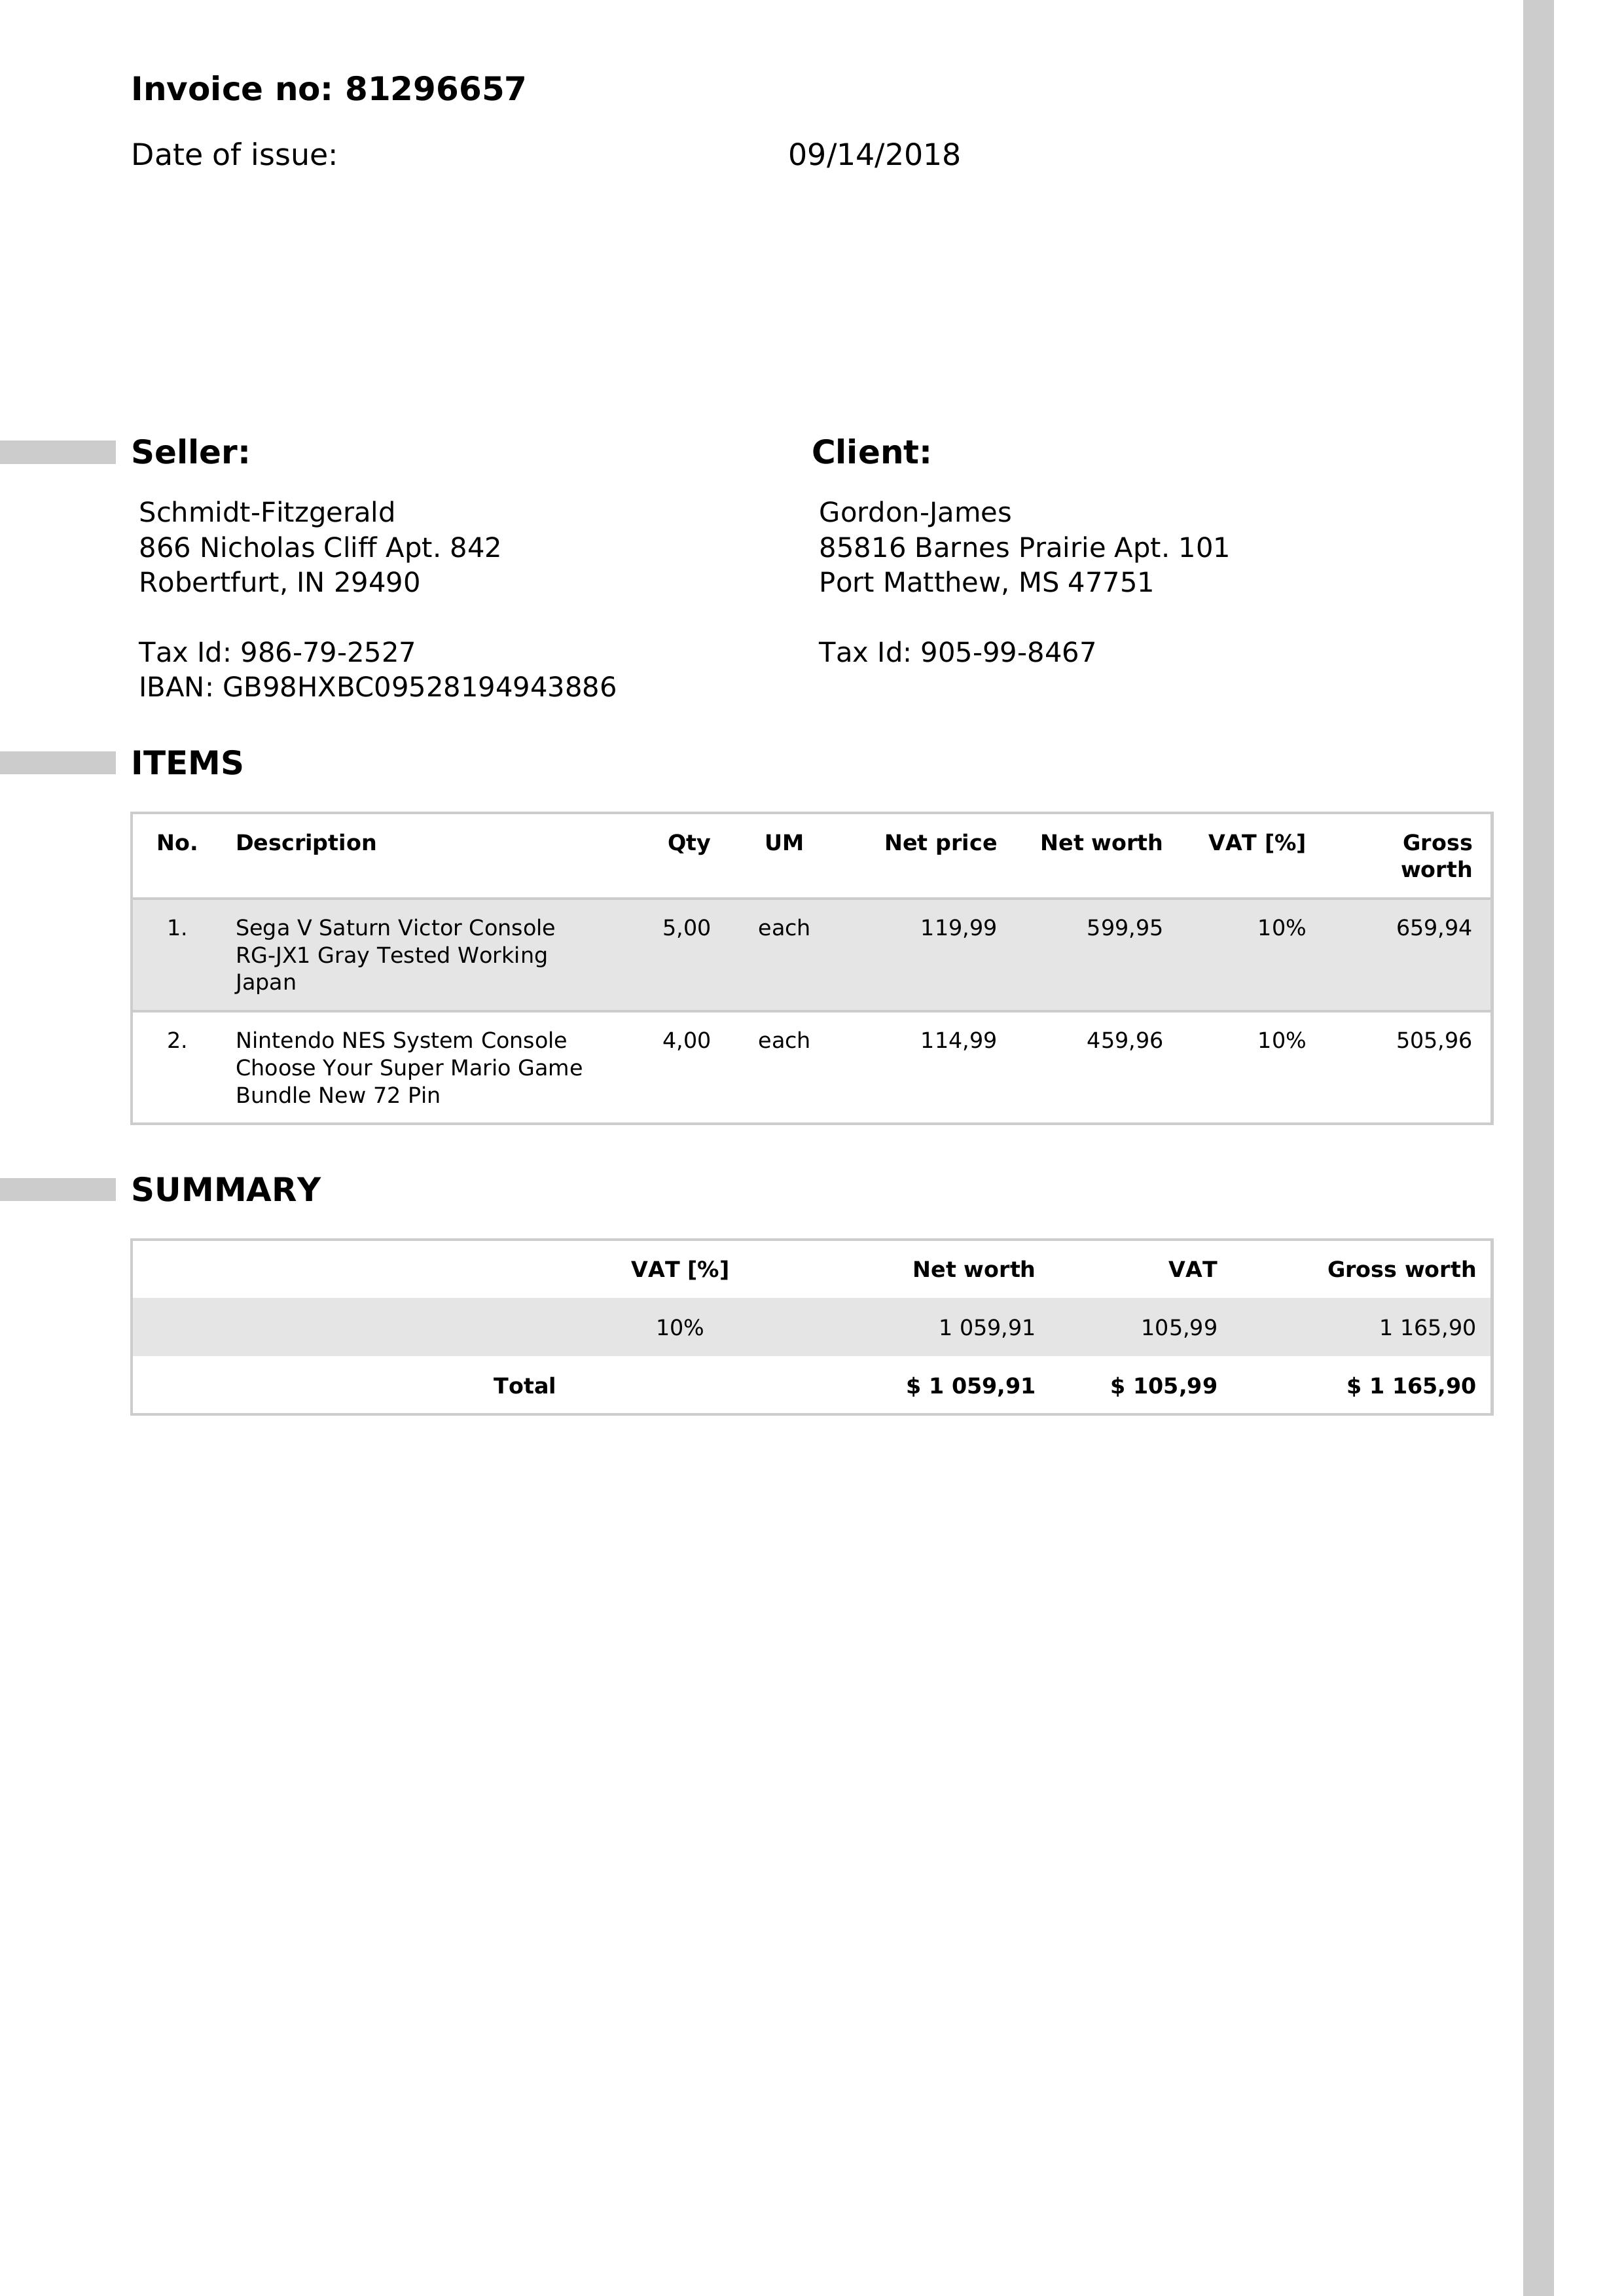 Invoice no: 81296657
Date of issue: 09/14/2018
Seller:
Schmidt-Fitzgerald
866 Nicholas Cliff Apt. 842
Robertfurt, IN 29490
Tax Id: 986-79-2527
IBAN: GB98HXBC09528194943886
Client:
Gordon-James
85816 Barnes Prairie Apt. 101
Port Matthew, MS 47751
Tax Id: 905-99-8467
ITEMS
No. Description Qty UM Net price Net worth VAT [%] Gross
worth
1. Sega V Saturn Victor Console 5,00 each 119,99 599,95 10% 659,94
RG-JX1 Gray Tested Working
Japan
2. Nintendo NES System Console 4,00 each 114,99 459,96 10% 505,96
Choose Your Super Mario Game
Bundle New 72 Pin
SUMMARY
VAT [%] Net worth VAT Gross worth
10% 1 059,91 105,99 1 165,90
Total $ 1 059,91 $ 105,99 $ 1 165,90